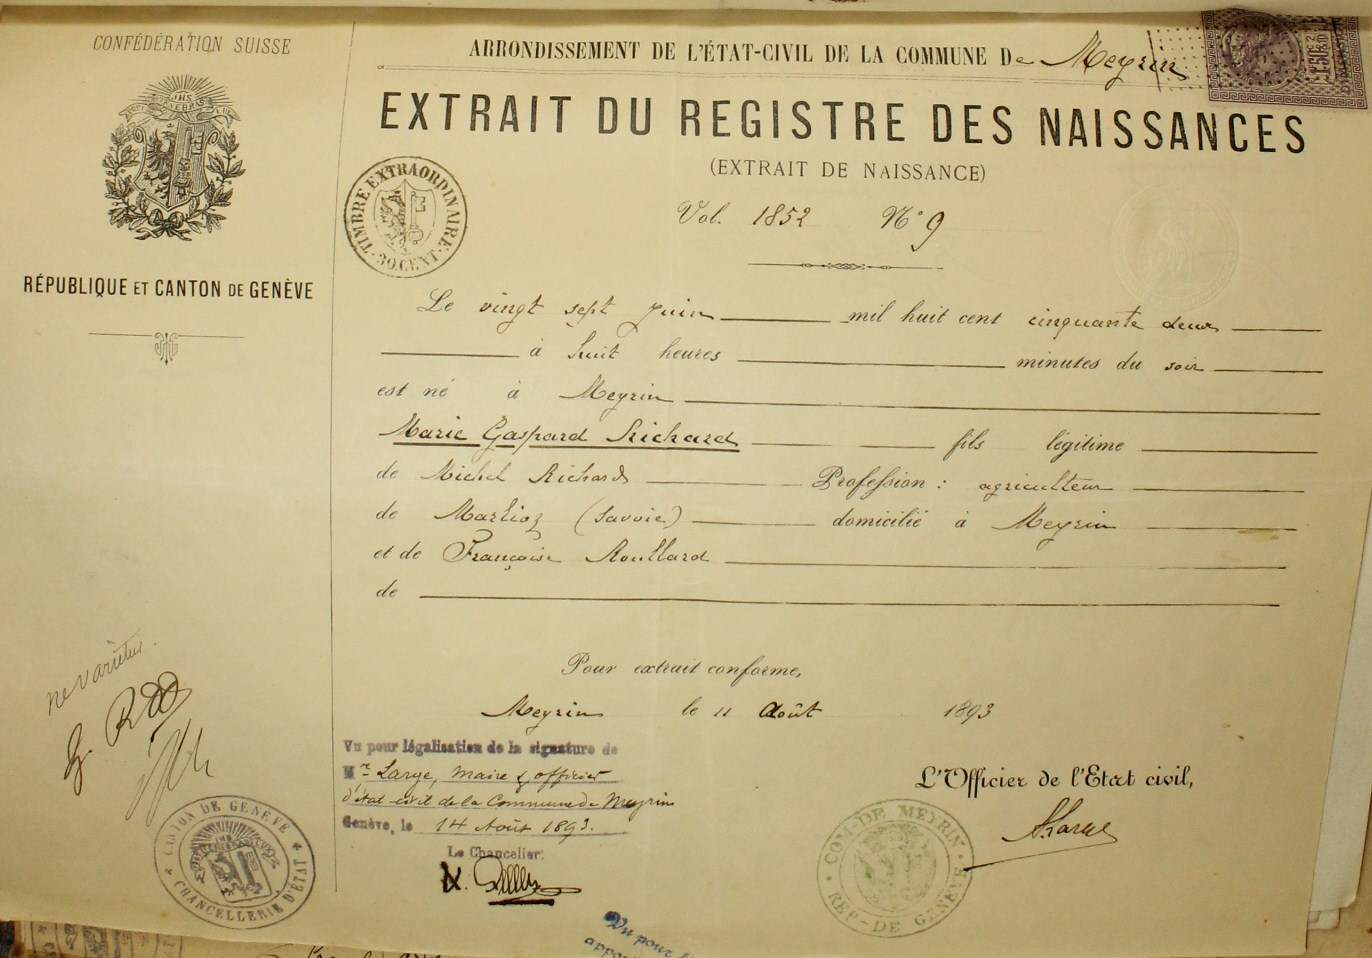 CONFÉDÉRATION SUISSE
POST TENEBRAS LUX
IHS
RÉPUBLIQUE ET CANTON DE GENÈVE
ARRONDISSEMENT DE L'ÉTAT-CIVIL DE LA COMMUNE De Meyrin
EXTRAIT DU REGISTRE DES NAISSANCES
(EXTRAIT DE NAISSANCE)
TIMBRE EXTRAORDINAIRE
30.CENT.
Vol. 1852 N° 9
Le vingt sept Juin mil huit cent cinquante deux
à huit heures minutes du soir
est né à Meyrin
Marie Gaspard Richard fils légitime
de Michel Richard Profession: agriculteur
de Marlioz (Savoie) domicilié à Meyrin
et de Françoise Roullard
de
Pour extrait conforme,
Meyrin le 11 Août 1893
ne varietur
Vu pour légalisation de la signature de
Mr Large, maire & officier
d'état-civil de la Commune de Meyrin
Genève, le 14 Août 1893.
Le Chancelier:
L'Officier de l'Etat civil,
Large
CANTON DE GENÈVE
CHANCELLERIE D'ÉTAT
COM-DE MEYRIN
REP-DE GENÈVE
Vu pour